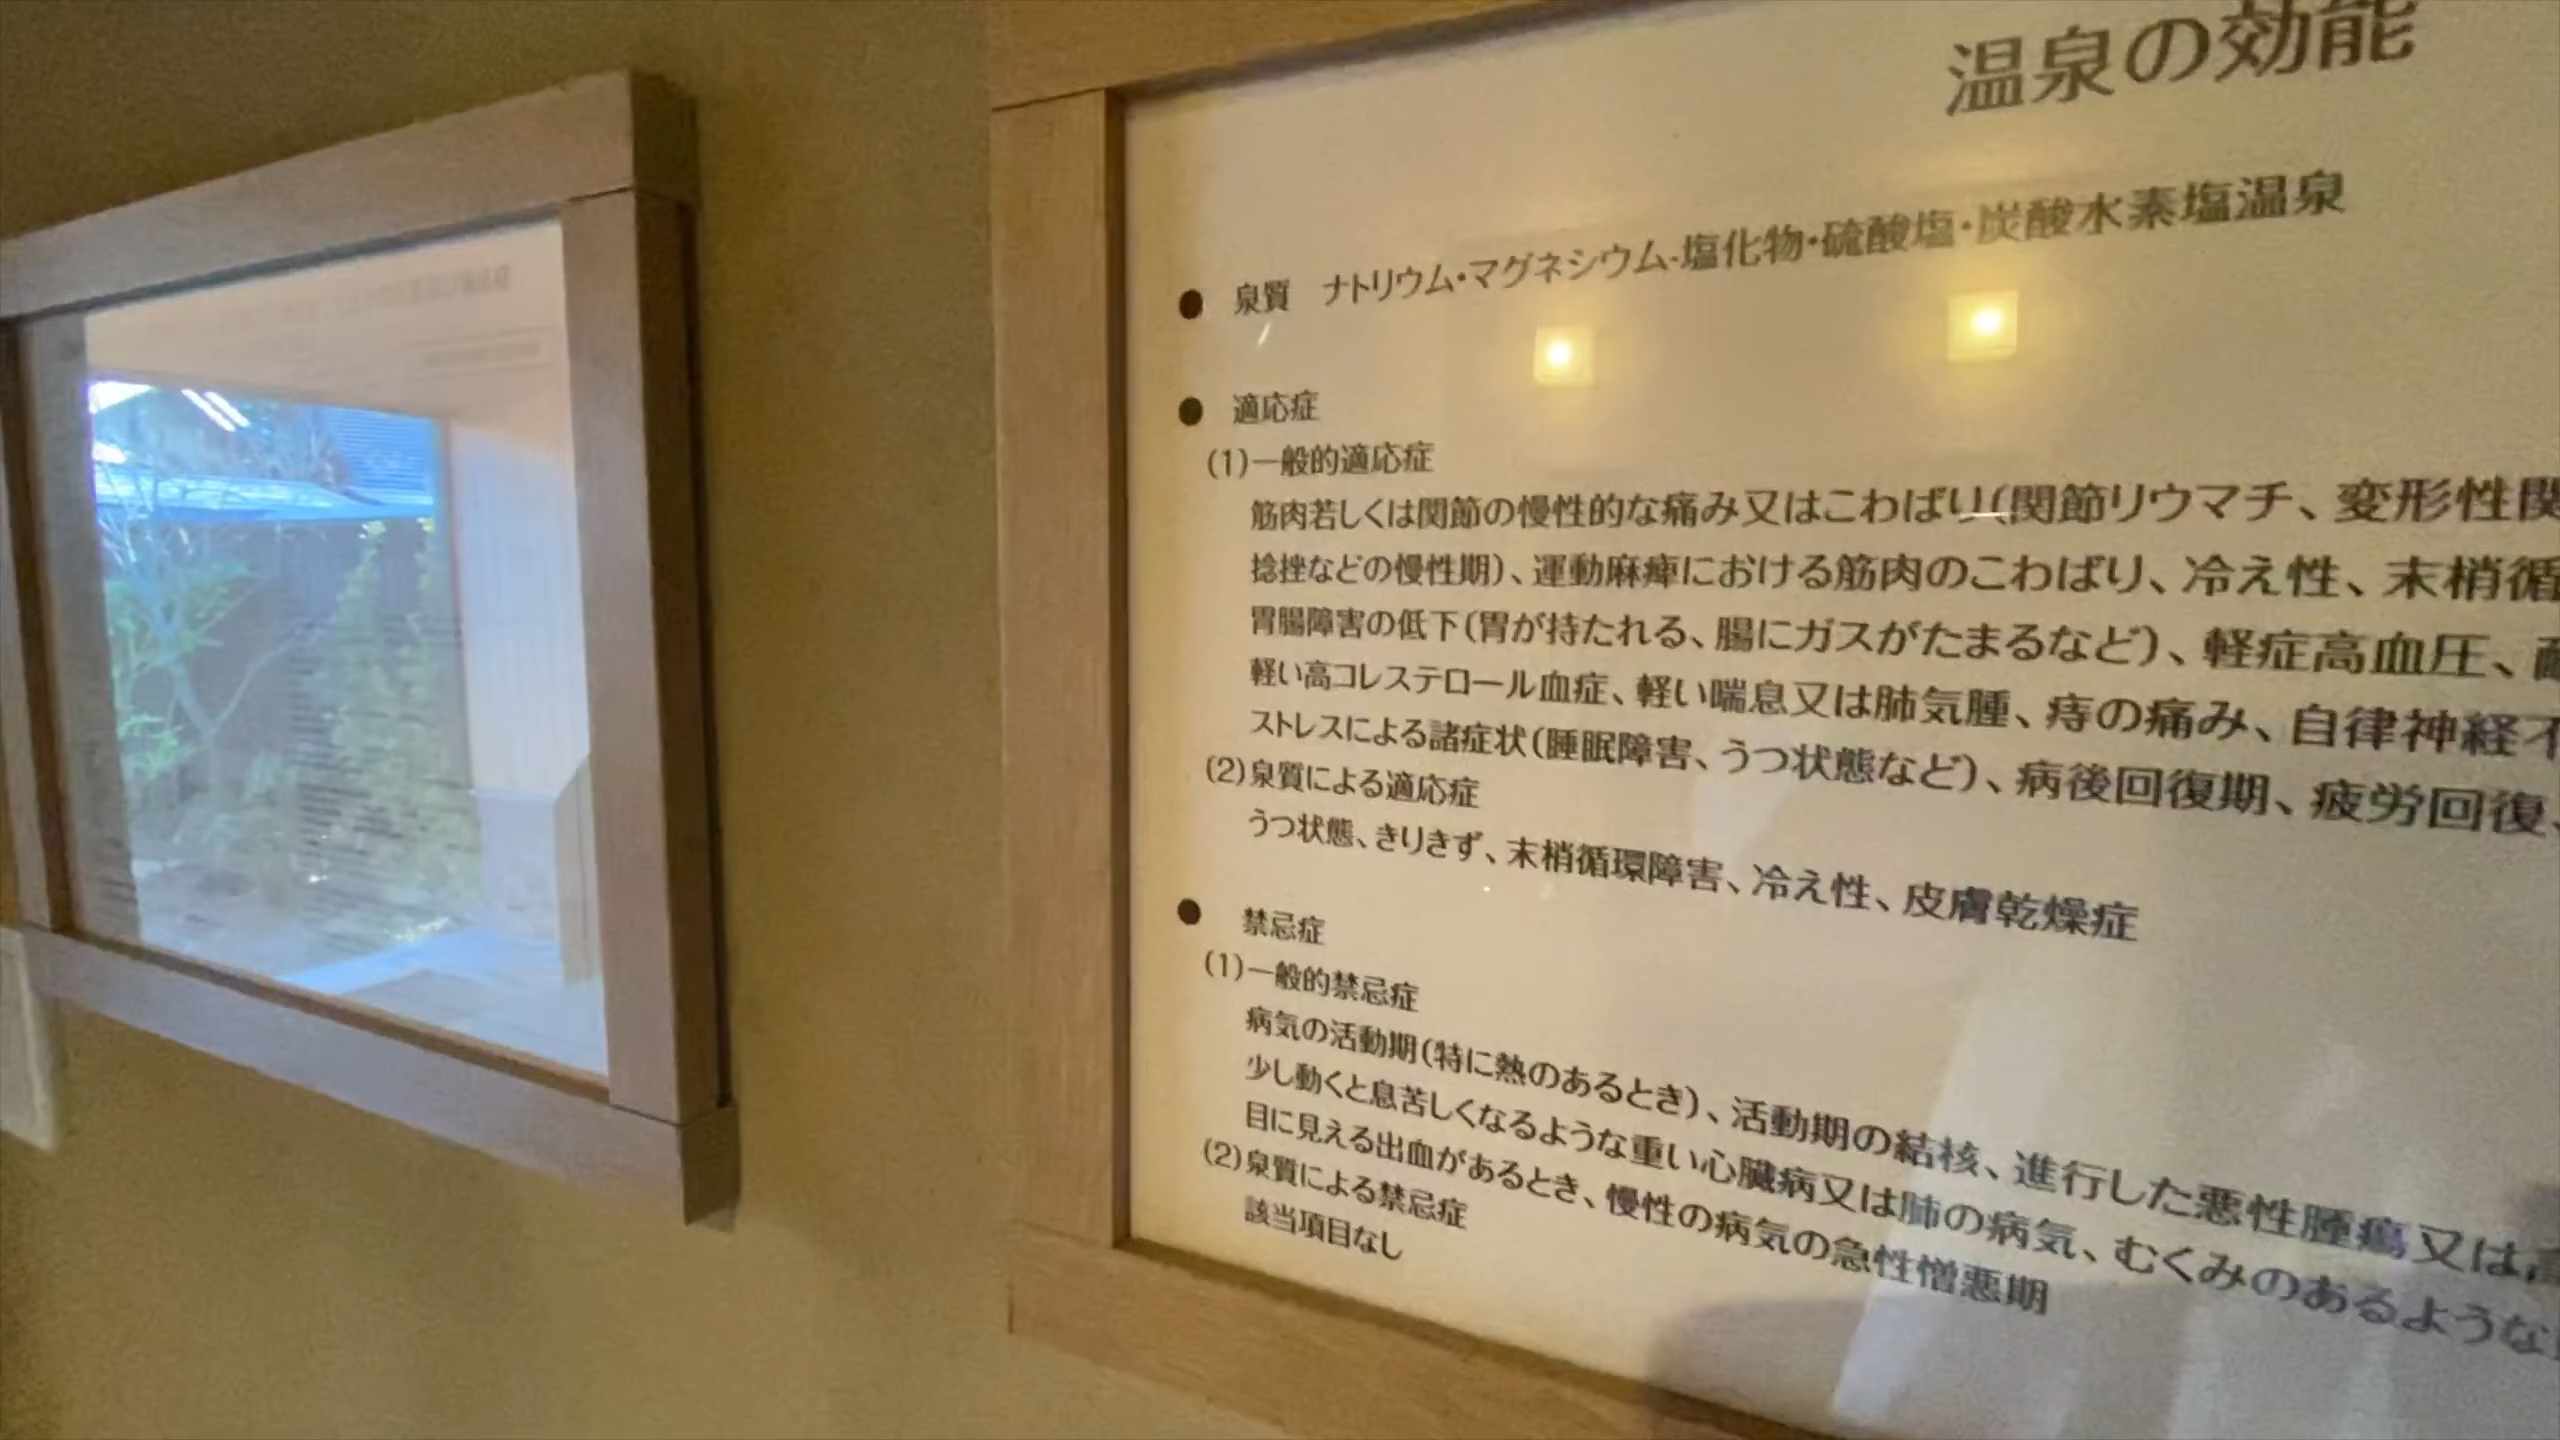 温泉の効能
● 泉質 ナトリウム・マグネシウム-塩化物・硫酸塩・炭酸水素塩温泉
● 適応症
(1)一般的適応症
筋肉若しくは関節の慢性的な痛み又はこわばり(関節リウマチ、変形性関
捻挫などの慢性期)、運動麻痺における筋肉のこわばり、冷え性、末梢循
胃腸障害の低下(胃が持たれる、腸にガスがたまるなど)、軽症高血圧、
軽い高コレステロール血症、軽い喘息又は肺気腫、痔の痛み、自律神経不
ストレスによる諸症状(睡眠障害、うつ状態など)、病後回復期、疲労回復、
(2)泉質による適応症
うつ状態、きりきず、末梢循環障害、冷え性、皮膚乾燥症
● 禁忌症
(1)一般的禁忌症
病気の活動期(特に熱のあるとき)、活動期の結核、進行した悪性腫瘍又は高
少し動くと息苦しくなるような重い心臓病又は肺の病気、むくみのあるような
目に見える出血があるとき、慢性の病気の急性憎悪期
(2)泉質による禁忌症
該当項目なし